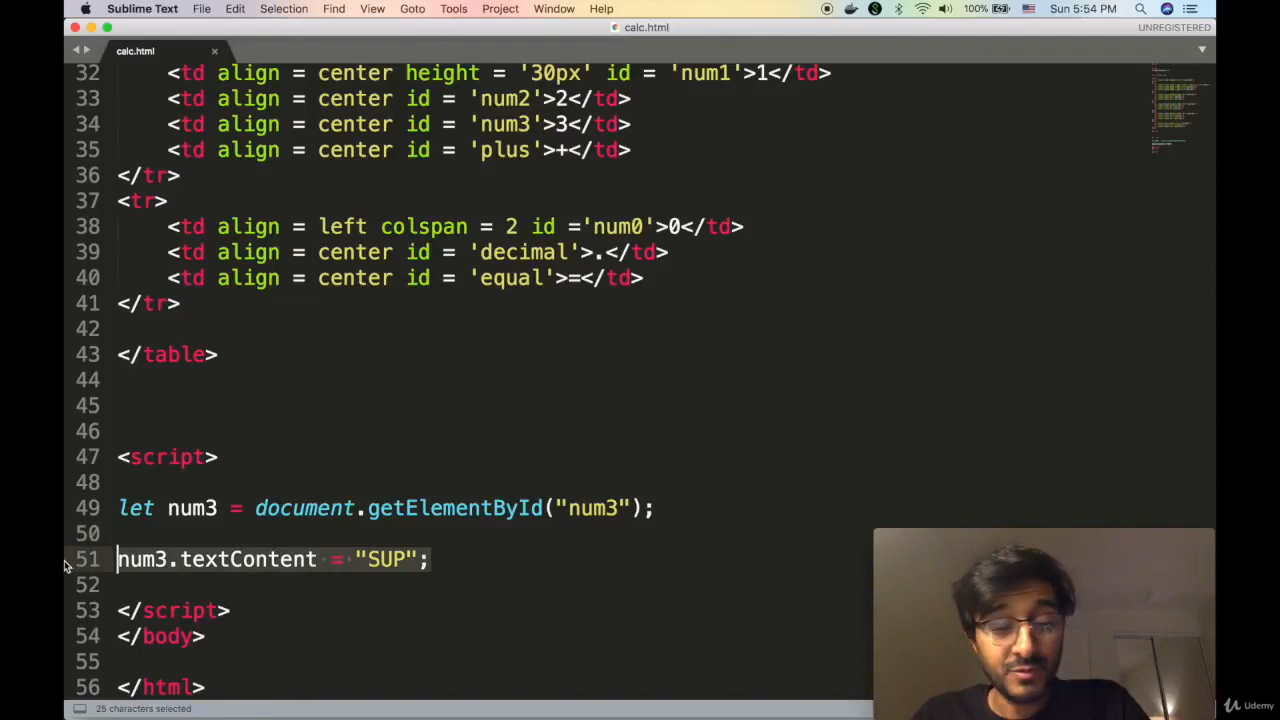 Sublime Text File Edit Selection Find View Goto Tools Project Window Help 100% Sun 5:54 PM
calc.html UNREGISTERED
calc.html
32 <td align = center height = '30px' id = 'num1'>1</td>
33 <td align = center id = 'num2'>2</td>
34 <td align = center id = 'num3'>3</td>
35 <td align = center id = 'plus'>+</td>
36 </tr>
37 <tr>
38 <td align = left colspan = 2 id ='num0'>0</td>
39 <td align = center id = 'decimal'>.</td>
40 <td align = center id = 'equal'>=</td>
41 </tr>
42
43 </table>
44
45
46
47 <script>
48
49 let num3 = document.getElementById("num3");
50
51 num3.textContent = "SUP";
52
53 </script>
54 </body>
55
56 </html>
25 characters selected
Udemy